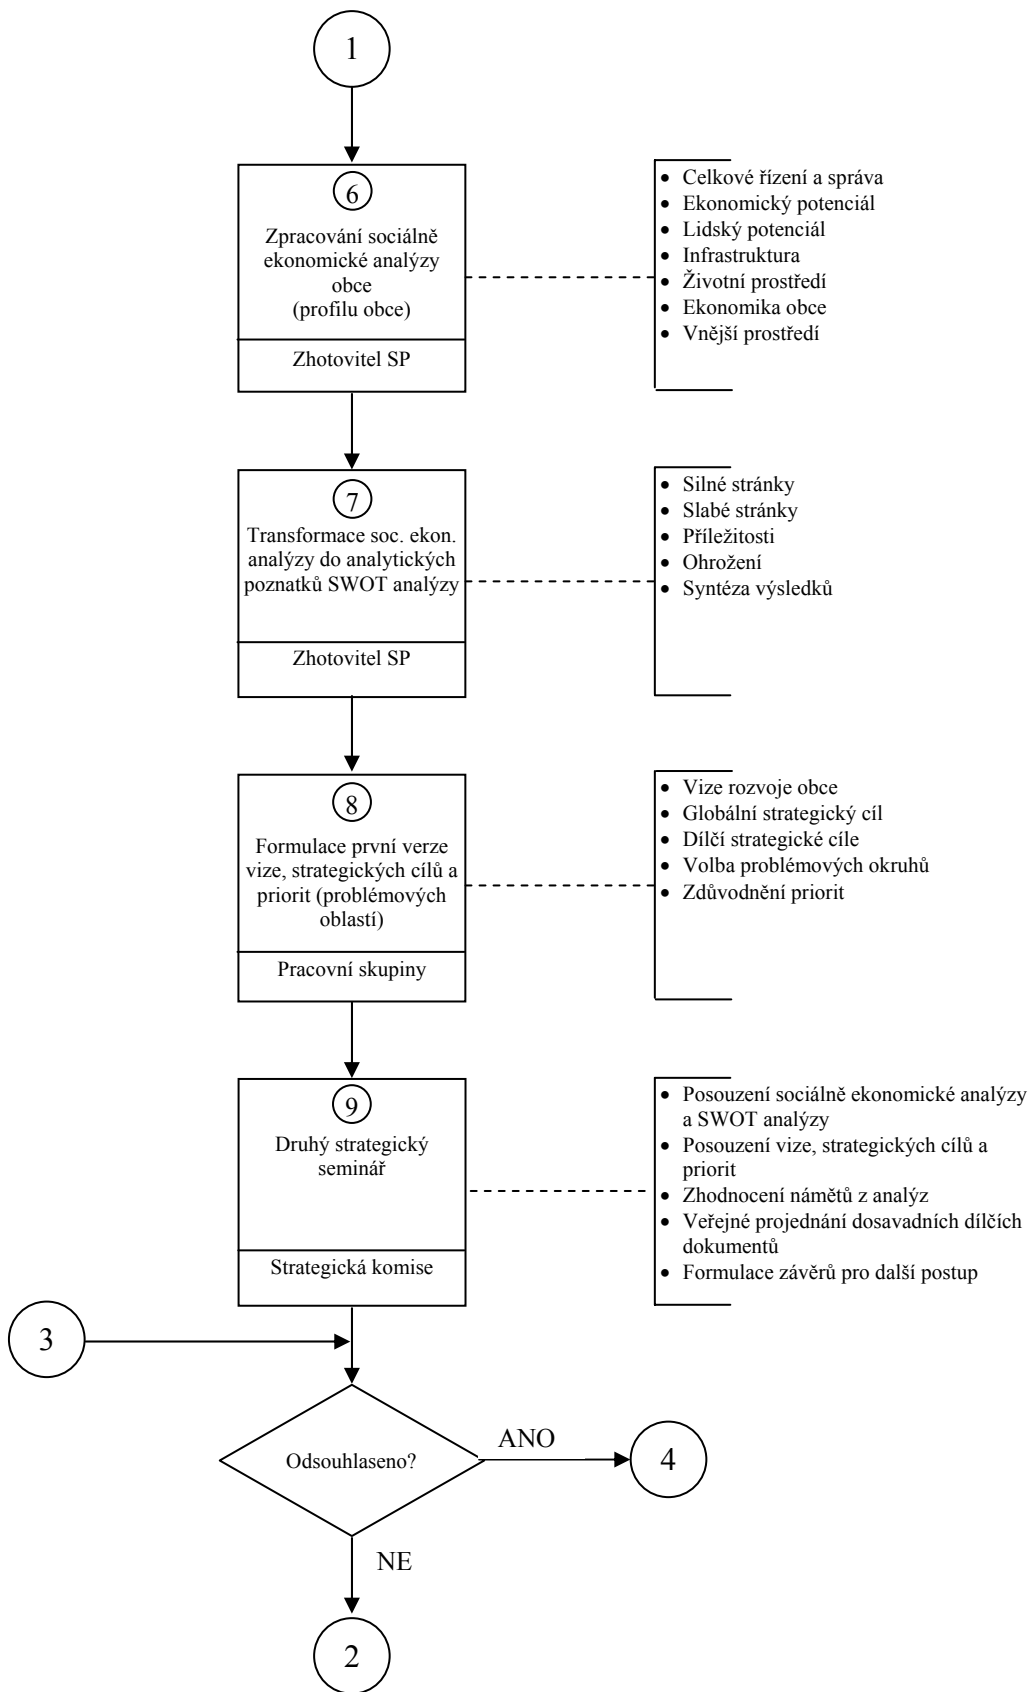 1
6
Zpracování sociálně
ekonomické analýzy
obce
(profilu obce)
Zhotovitel SP
• Celkové řízení a správa
• Ekonomický potenciál
• Lidský potenciál
• Infrastruktura
• Životní prostředí
• Ekonomika obce
• Vnější prostředí
7
Transformace soc. ekon.
analýzy do analytických
poznatků SWOT analýzy
Zhotovitel SP
• Silné stránky
• Slabé stránky
• Příležitosti
• Ohrožení
• Syntéza výsledků
8
Formulace první verze
vize, strategických cílů a
priorit (problémových
oblastí)
Pracovní skupiny
• Vize rozvoje obce
• Globální strategický cíl
• Dílčí strategické cíle
• Volba problémových okruhů
• Zdůvodnění priorit
9
Druhý strategický
seminář
Strategická komise
• Posouzení sociálně ekonomické analýzy
a SWOT analýzy
• Posouzení vize, strategických cílů a
priorit
• Zhodnocení námětů z analýz
• Veřejné projednání dosavadních dílčích
dokumentů
• Formulace závěrů pro další postup
3
Odsouhlaseno?
ANO
4
NE
2